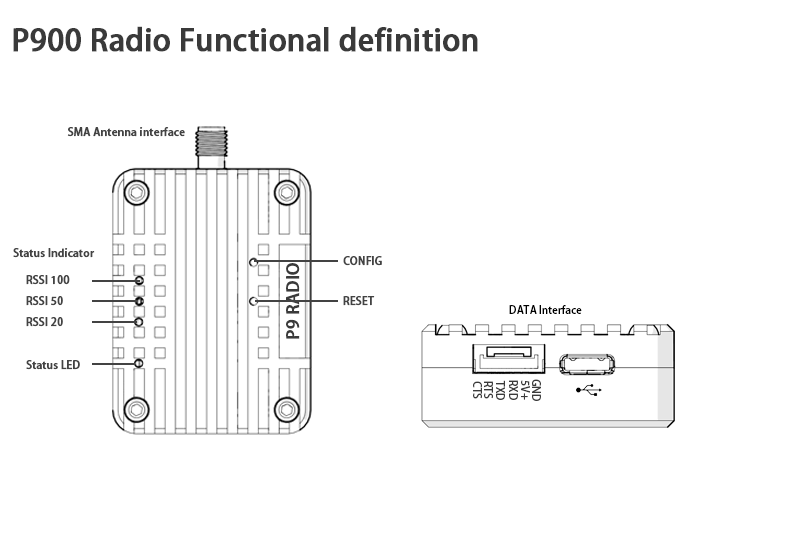 P900 Radio Functional definition
SMA Antenna interface
Status Indicator
RSSI 100
RSSI 50
RSSI 20
Status LED
CONFIG
RESET
P9 RADIO
DATA Interface
CTS
RTS
TXD
RXD
5V+
GND